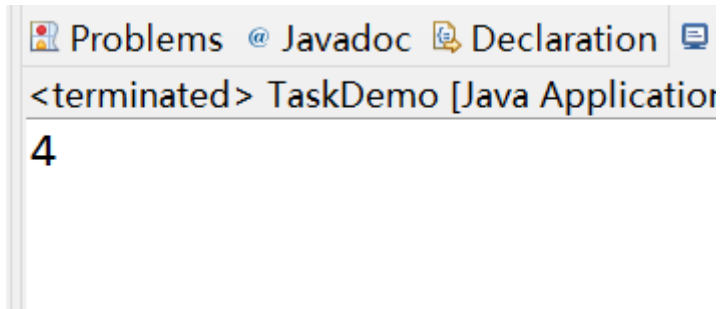 Problems @ Javadoc Declaration
<terminated> TaskDemo [Java Application
4